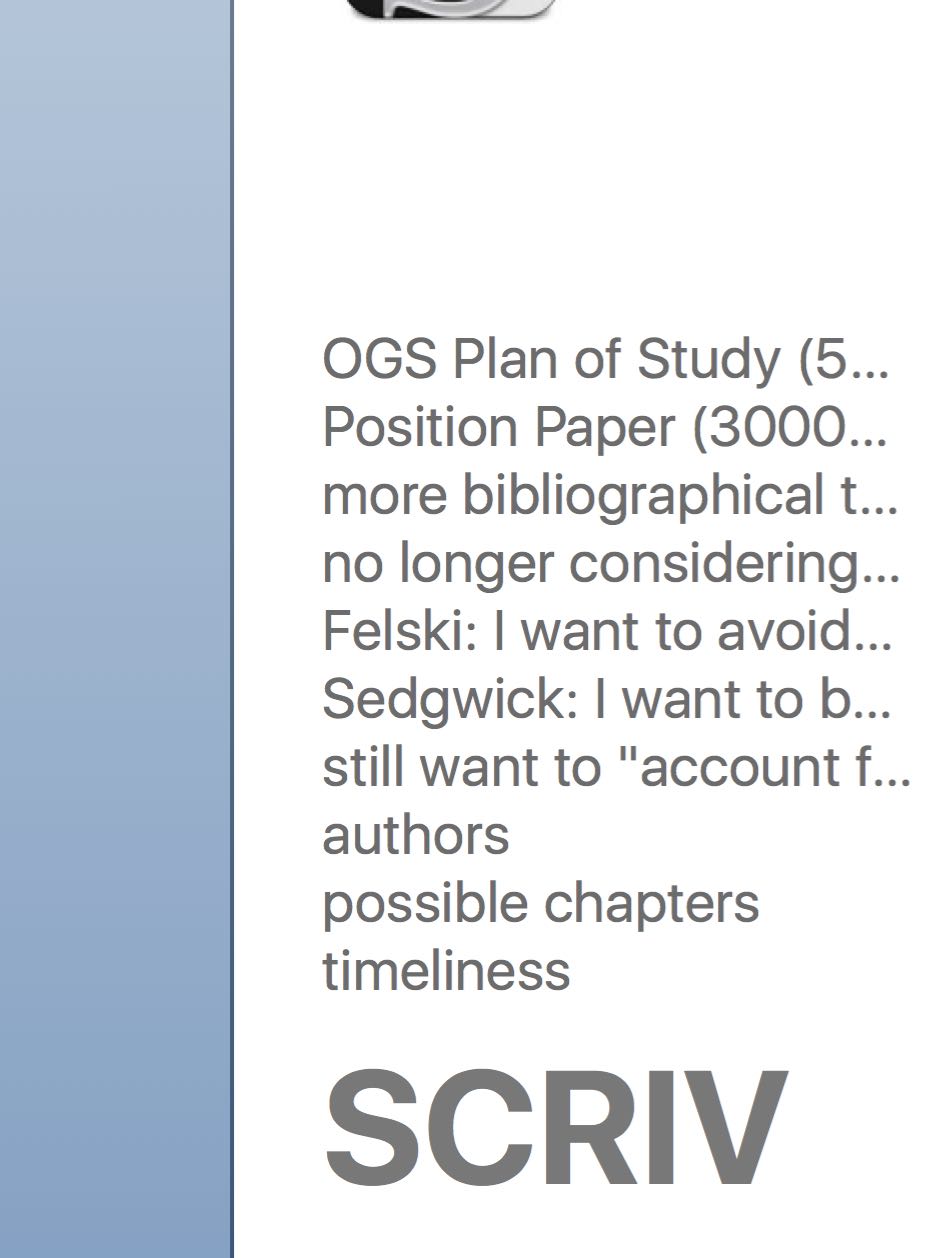 OGS Plan of Study (5...
Position Paper (3000...
more bibliographical t...
no longer considering...
Felski: I want to avoid...
Sedgwick: I want to b...
still want to "account f...
authors
possible chapters
timeliness
SCRIV